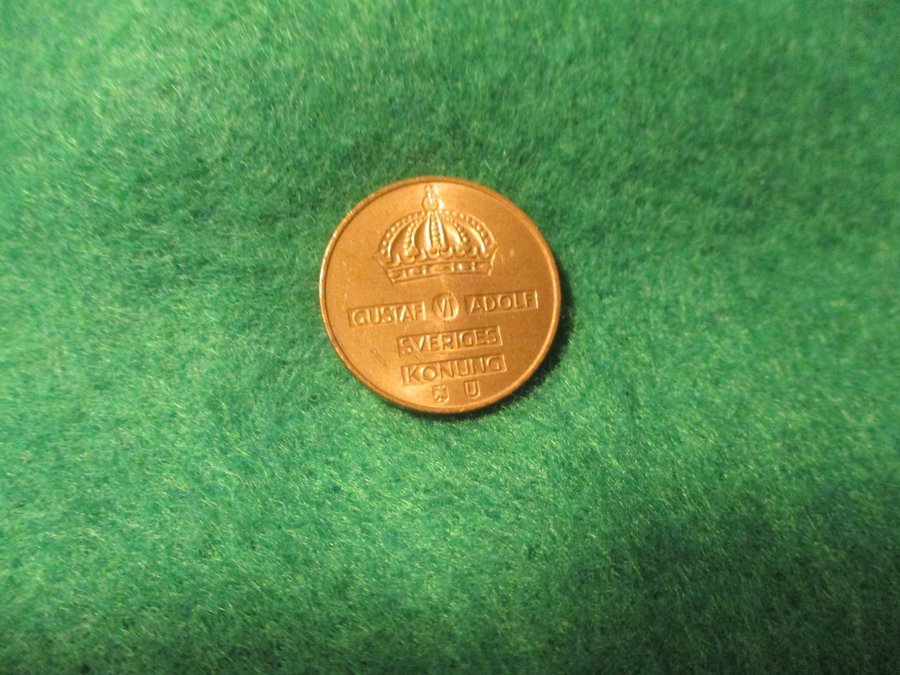 GUSTAF VI ADOLF
SVERIGES
KONUNG
U